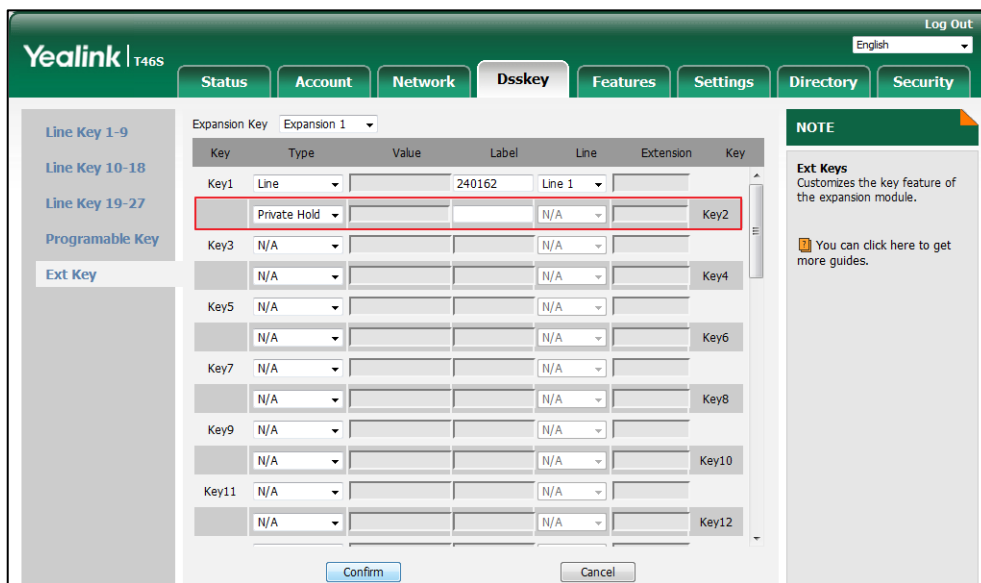 Log Out
Yealink T46S
English
Status Account Network Dsskey Features Settings Directory Security
Line Key 1-9
Line Key 10-18
Line Key 19-27
Programable Key
Ext Key
Expansion Key Expansion 1
Key Type Value Label Line Extension Key
Key1 Line 240162 Line 1
Private Hold N/A Key2
Key3 N/A N/A
N/A N/A Key4
Key5 N/A N/A
N/A N/A Key6
Key7 N/A N/A
N/A N/A Key8
Key9 N/A N/A
N/A N/A Key10
Key11 N/A N/A
N/A N/A Key12
Confirm Cancel
NOTE
Ext Keys
Customizes the key feature of
the expansion module.
You can click here to get
more guides.